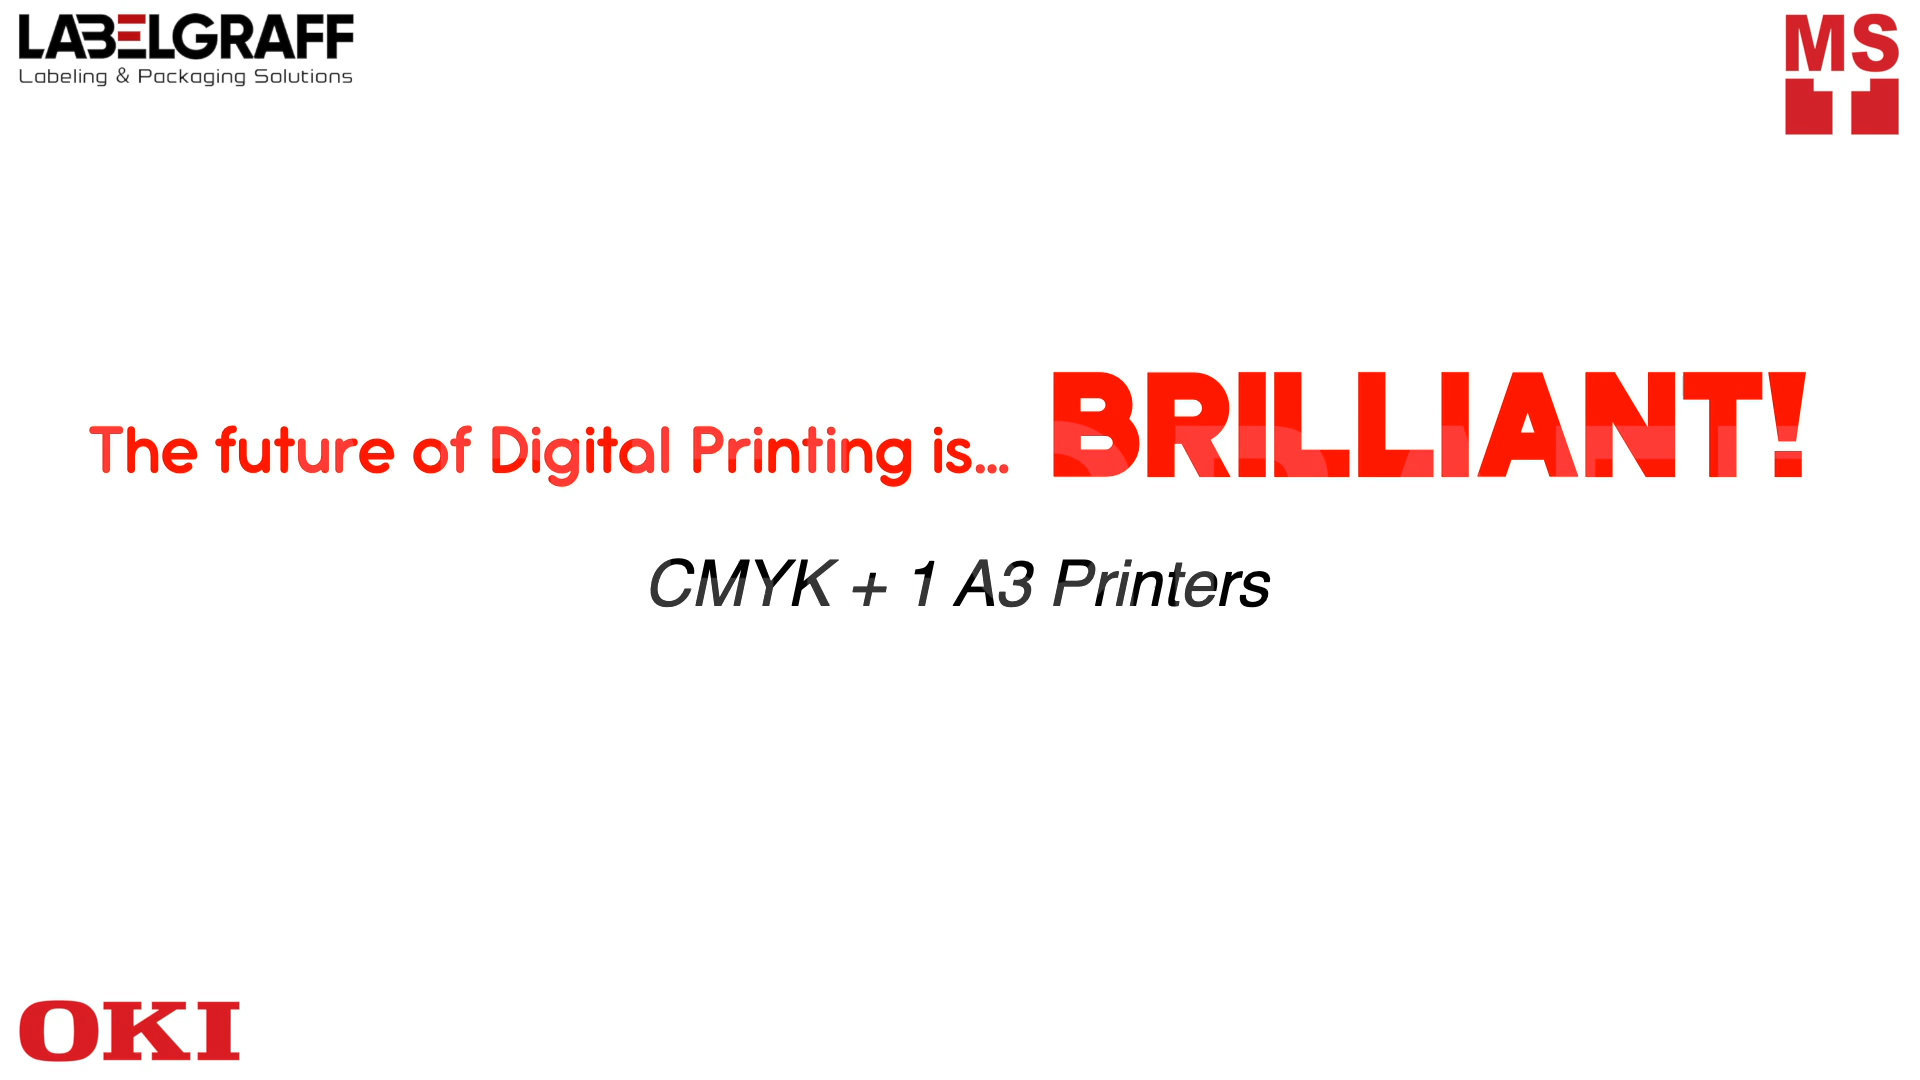 LABELGRAFF
Labeling & Packaging Solutions
MS
T
The future of Digital Printing is... BRILLIANT!
CMYK + 1 A3 Printers
OKI